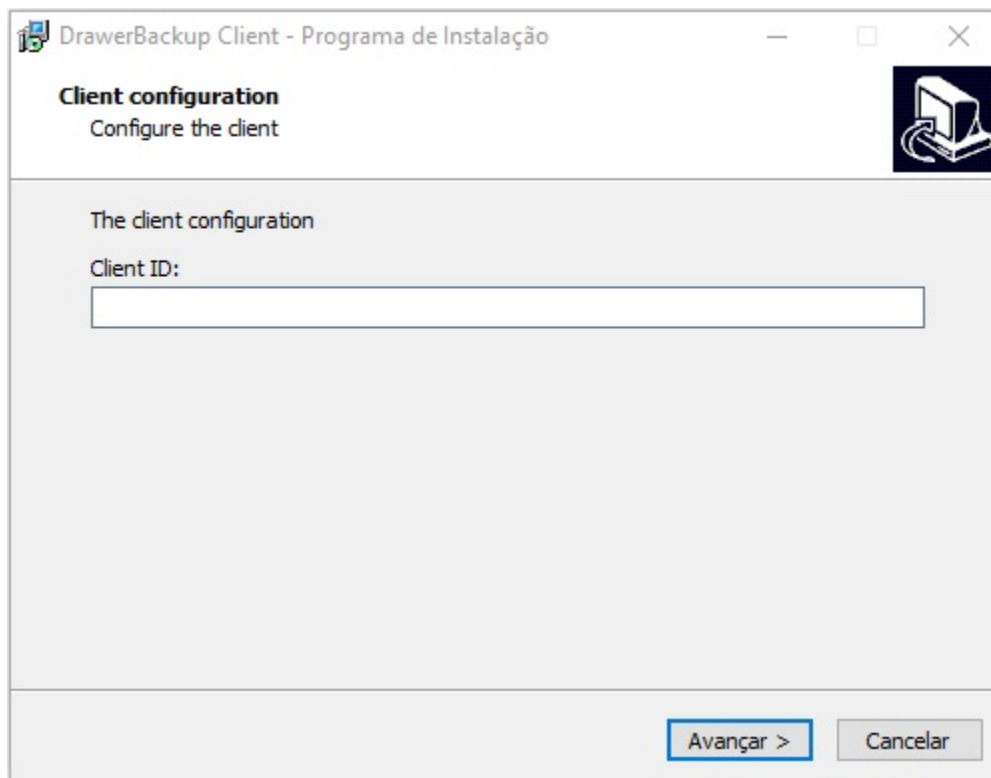 DrawerBackup Client - Programa de Instalação
Client configuration
Configure the client
The client configuration
Client ID:
Avançar >
Cancelar